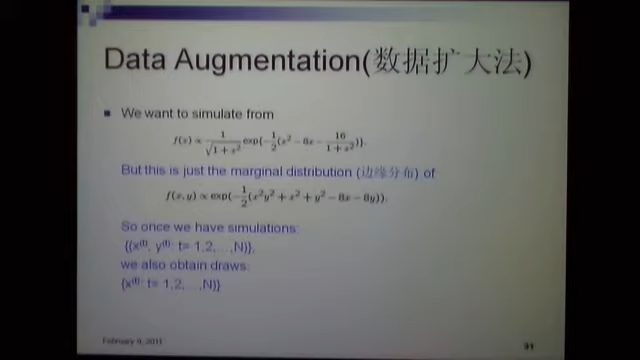 Data Augmentation(数据扩大法)
We want to simulate from
f(x) ∝ 1/√(1 + x²) exp{-1/2(x² - 8x - 16/(1 + x²))}.
But this is just the marginal distribution (边缘分布) of
f(x, y) ∝ exp(-1/2(x²y² + x² + y² - 8x - 8y)).
So once we have simulations:
{(x⁽ᵗ⁾, y⁽ᵗ⁾: t= 1,2,…,N)},
we also obtain draws:
{x⁽ᵗ⁾: t= 1,2,…,N)}
February 9, 2011
91